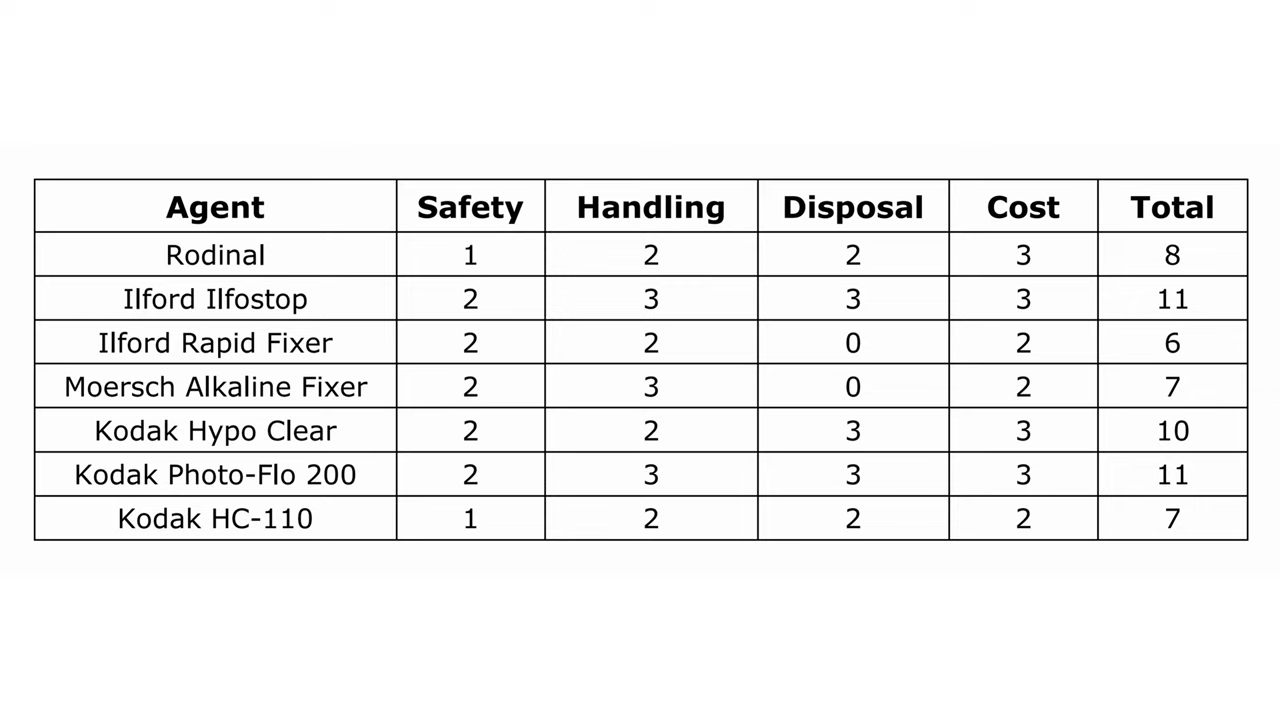 Agent Safety Handling Disposal Cost Total
Rodinal 1 2 2 3 8
Ilford Ilfostop 2 3 3 3 11
Ilford Rapid Fixer 2 2 0 2 6
Moersch Alkaline Fixer 2 3 0 2 7
Kodak Hypo Clear 2 2 3 3 10
Kodak Photo-Flo 200 2 3 3 3 11
Kodak HC-110 1 2 2 2 7